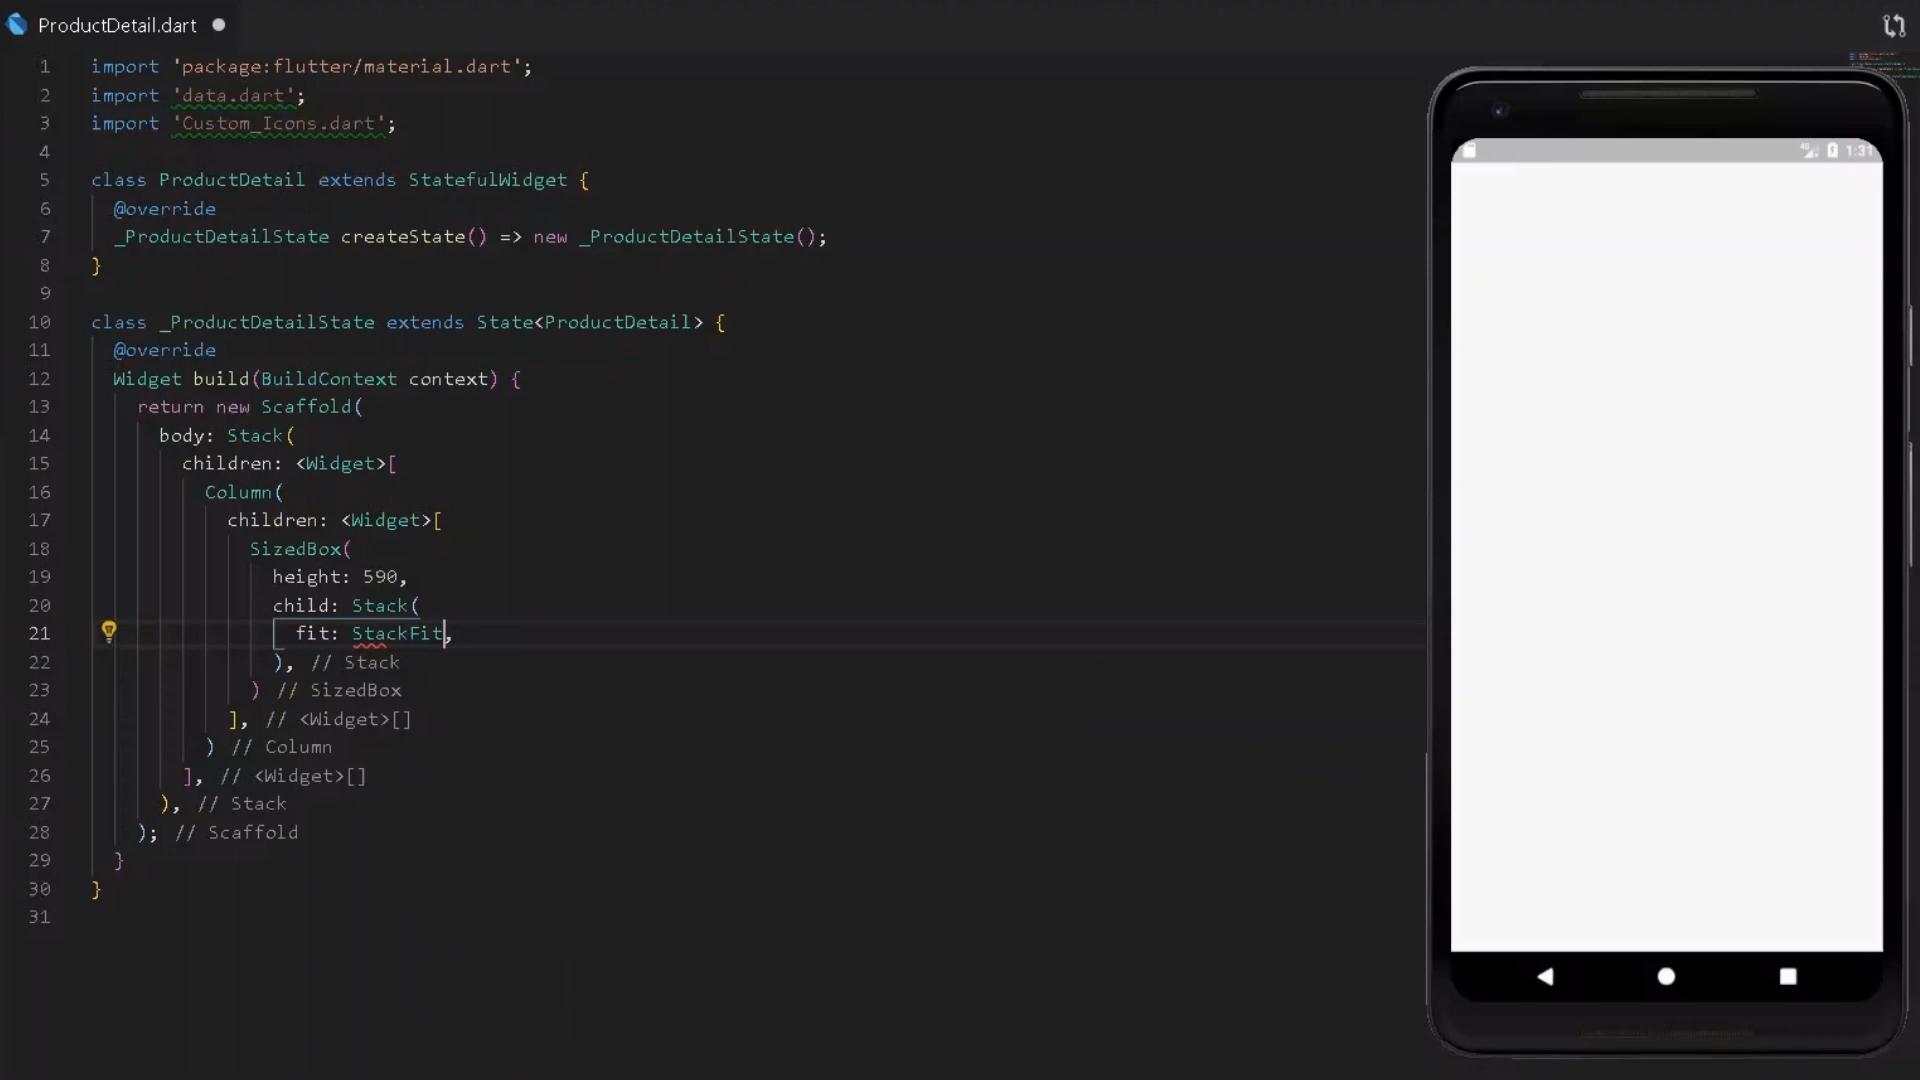 ProductDetail.dart
1 import 'package:flutter/material.dart';
2 import 'data.dart';
3 import 'Custom_Icons.dart';
4
5 class ProductDetail extends StatefulWidget {
6 @override
7 _ProductDetailState createState() => new _ProductDetailState();
8 }
9
10 class _ProductDetailState extends State<ProductDetail> {
11 @override
12 Widget build(BuildContext context) {
13 return new Scaffold(
14 body: Stack(
15 children: <Widget>[
16 Column(
17 children: <Widget>[
18 SizedBox(
19 height: 590,
20 child: Stack(
21 fit: StackFit,
22 ), // Stack
23 ) // SizedBox
24 ], // <Widget>[]
25 ) // Column
26 ], // <Widget>[]
27 ), // Stack
28 ); // Scaffold
29 }
30 }
31
1:31